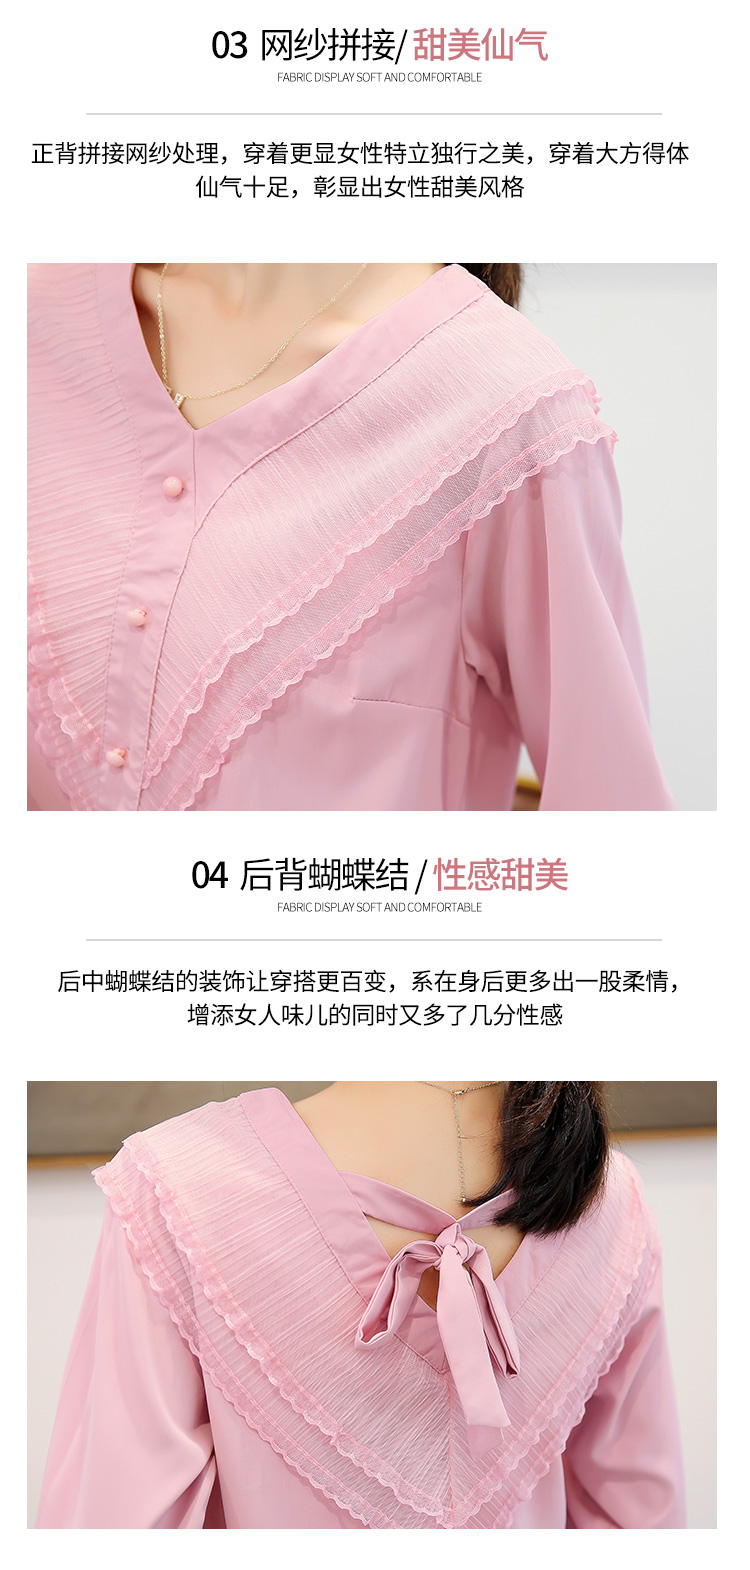 03 网纱拼接/甜美仙气
FABRIC DISPLAY SOFT AND COMFORTABLE
正背拼接网纱处理，穿着更显女性特立独行之美，穿着大方得体
仙气十足，彰显出女性甜美风格
04 后背蝴蝶结/性感甜美
FABRIC DISPLAY SOFT AND COMFORTABLE
后中蝴蝶结的装饰让穿搭更百变，系在身后更多出一股柔情，
增添女人味儿的同时又多了几分性感